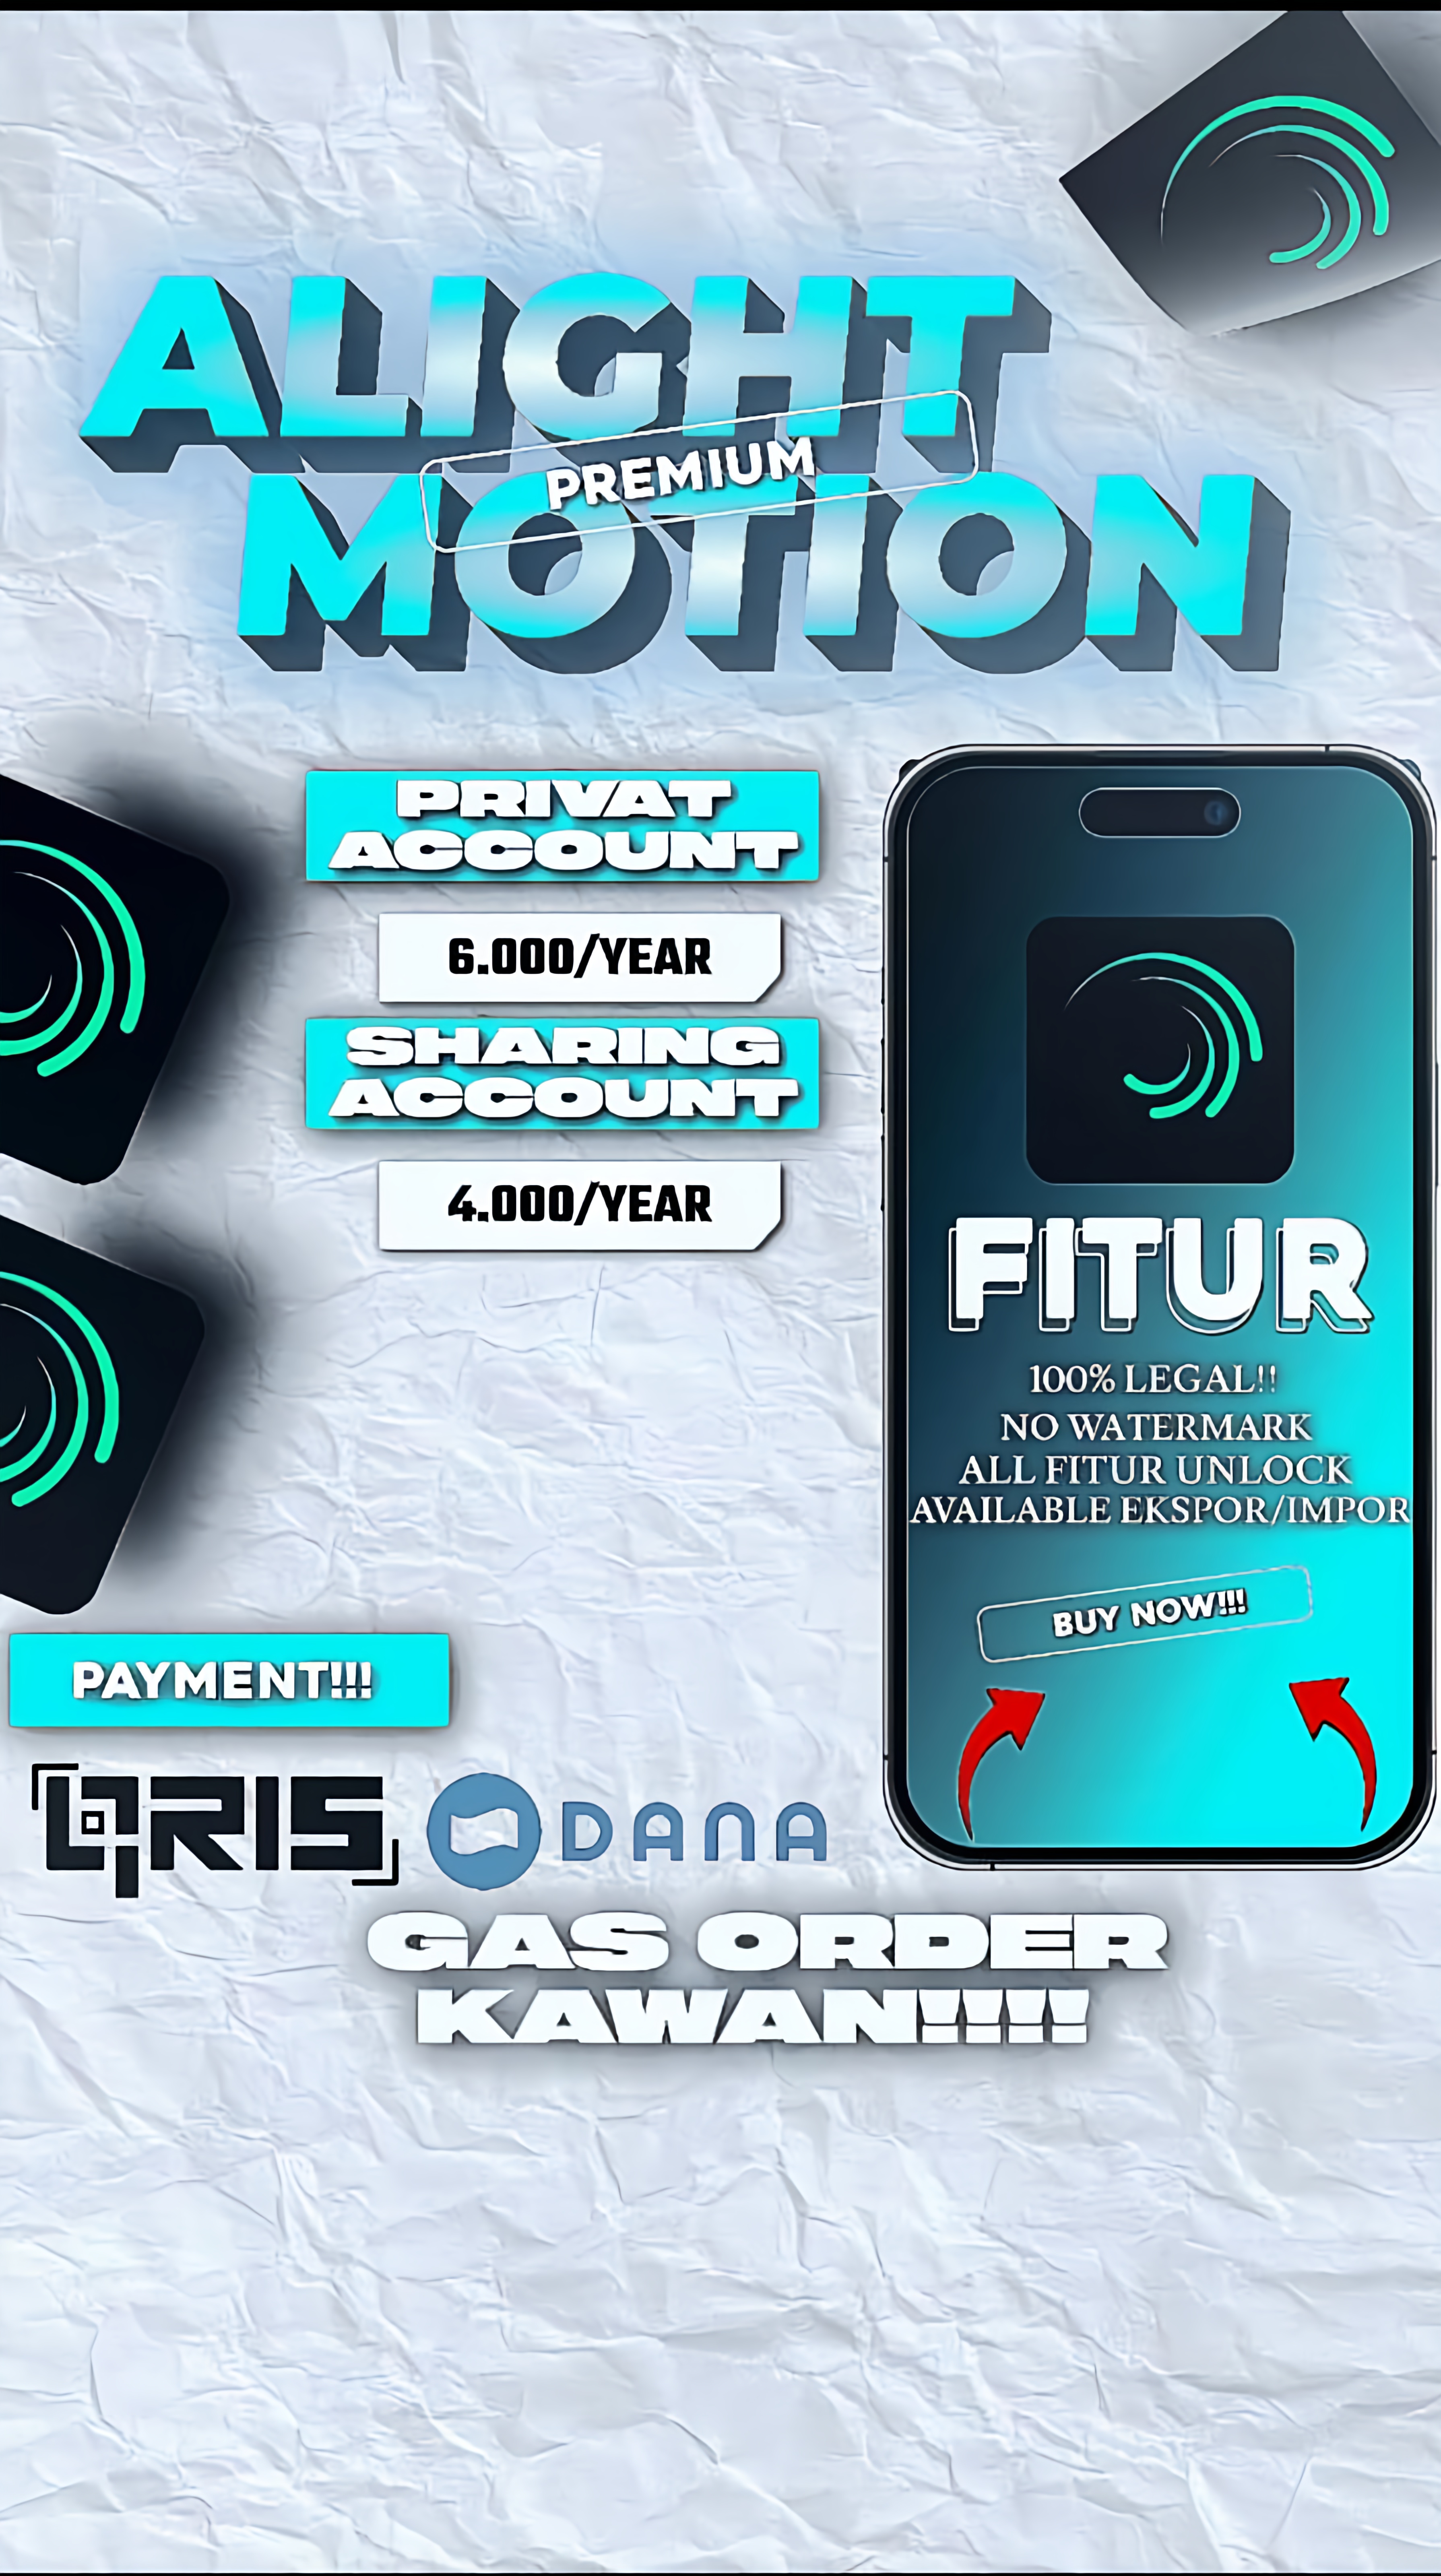 ALIGHT
PREMIUM
MOTION
PRIVAT
ACCOUNT
6.000/YEAR
SHARING
ACCOUNT
4.000/YEAR
FITUR
100% LEGAL!!
NO WATERMARK
ALL FITUR UNLOCK
AVAILABLE EKSPOR/IMPOR
BUY NOW!!!
PAYMENT!!!
QRIS
DANA
GAS ORDER
KAWAN!!!!